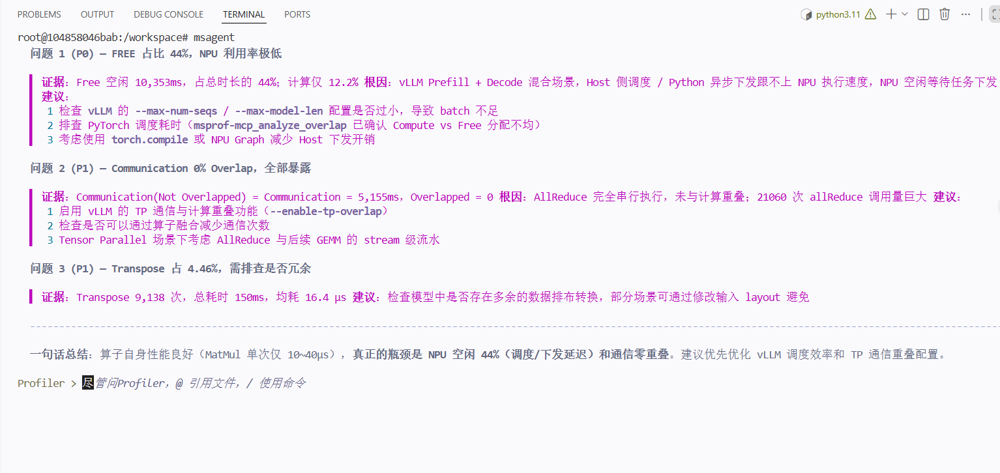 PROBLEMS OUTPUT DEBUG CONSOLE TERMINAL PORTS python3.11
root@104858046bab:/workspace# msagent
问题 1 (P0) — FREE 占比 44%，NPU 利用率极低
证据：Free 空闲 10,353ms，占总时长的 44%；计算仅 12.2% 根因：vLLM Prefill + Decode 混合场景，Host 侧调度 / Python 异步下发跟不上 NPU 执行速度，NPU 空闲等待任务下发
建议：
1 检查 vLLM 的 --max-num-seqs / --max-model-len 配置是否过小，导致 batch 不足
2 排查 PyTorch 调度耗时（msprof-mcp_analyze_overlap 已确认 Compute vs Free 分配不均）
3 考虑使用 torch.compile 或 NPU Graph 减少 Host 下发开销
问题 2 (P1) — Communication 0% Overlap，全部暴露
证据：Communication(Not Overlapped) = Communication = 5,155ms，Overlapped = 0 根因：AllReduce 完全串行执行，未与计算重叠；21060 次 allReduce 调用量巨大 建议：
1 启用 vLLM 的 TP 通信与计算重叠功能（--enable-tp-overlap）
2 检查是否可以通过算子融合减少通信次数
3 Tensor Parallel 场景下考虑 AllReduce 与后续 GEMM 的 stream 级流水
问题 3 (P1) — Transpose 占 4.46%，需排查是否冗余
证据：Transpose 9,138 次，总耗时 150ms，均耗 16.4 μs 建议：检查模型中是否存在多余的数据排布转换，部分场景可通过修改输入 layout 避免
一句话总结：算子自身性能良好（MatMul 单次仅 10~40μs），真正的瓶颈是 NPU 空闲 44%（调度/下发延迟）和通信零重叠。建议优先优化 vLLM 调度效率和 TP 通信重叠配置。
Profiler > 尽管问Profiler，@ 引用文件，/ 使用命令